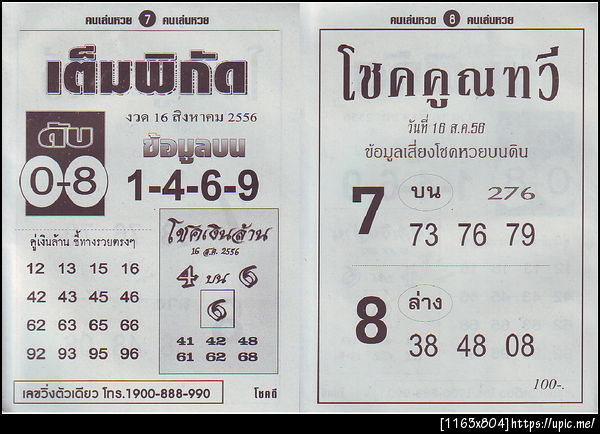 คนเล่นหวย 7 คนเล่นหวย
เต็มพิกัด
งวด 16 สิงหาคม 2556
ดับ
0-8
ข้อมูลบน
1-4-6-9
คู่เงินล้าน ชี้ทางรวยตรงๆ
12 13 15 16
42 43 45 46
62 63 65 66
92 93 95 96
โชคเงินล้าน
16 ส.ค. 2556
4 บน 6
6
41 42 48
61 62 68
เลขวิ่งตัวเดียว โทร.1900-888-990
โชคดี
คนเล่นหวย 8 คนเล่นหวย
โชคคูณทวี
วันที่ 16 ส.ค.56
ข้อมูลเสี่ยงโชคหวยบนดิน
7 บน 276
73 76 79
8 ล่าง
38 48 08
100-.
[1163x804]https://upic.me/